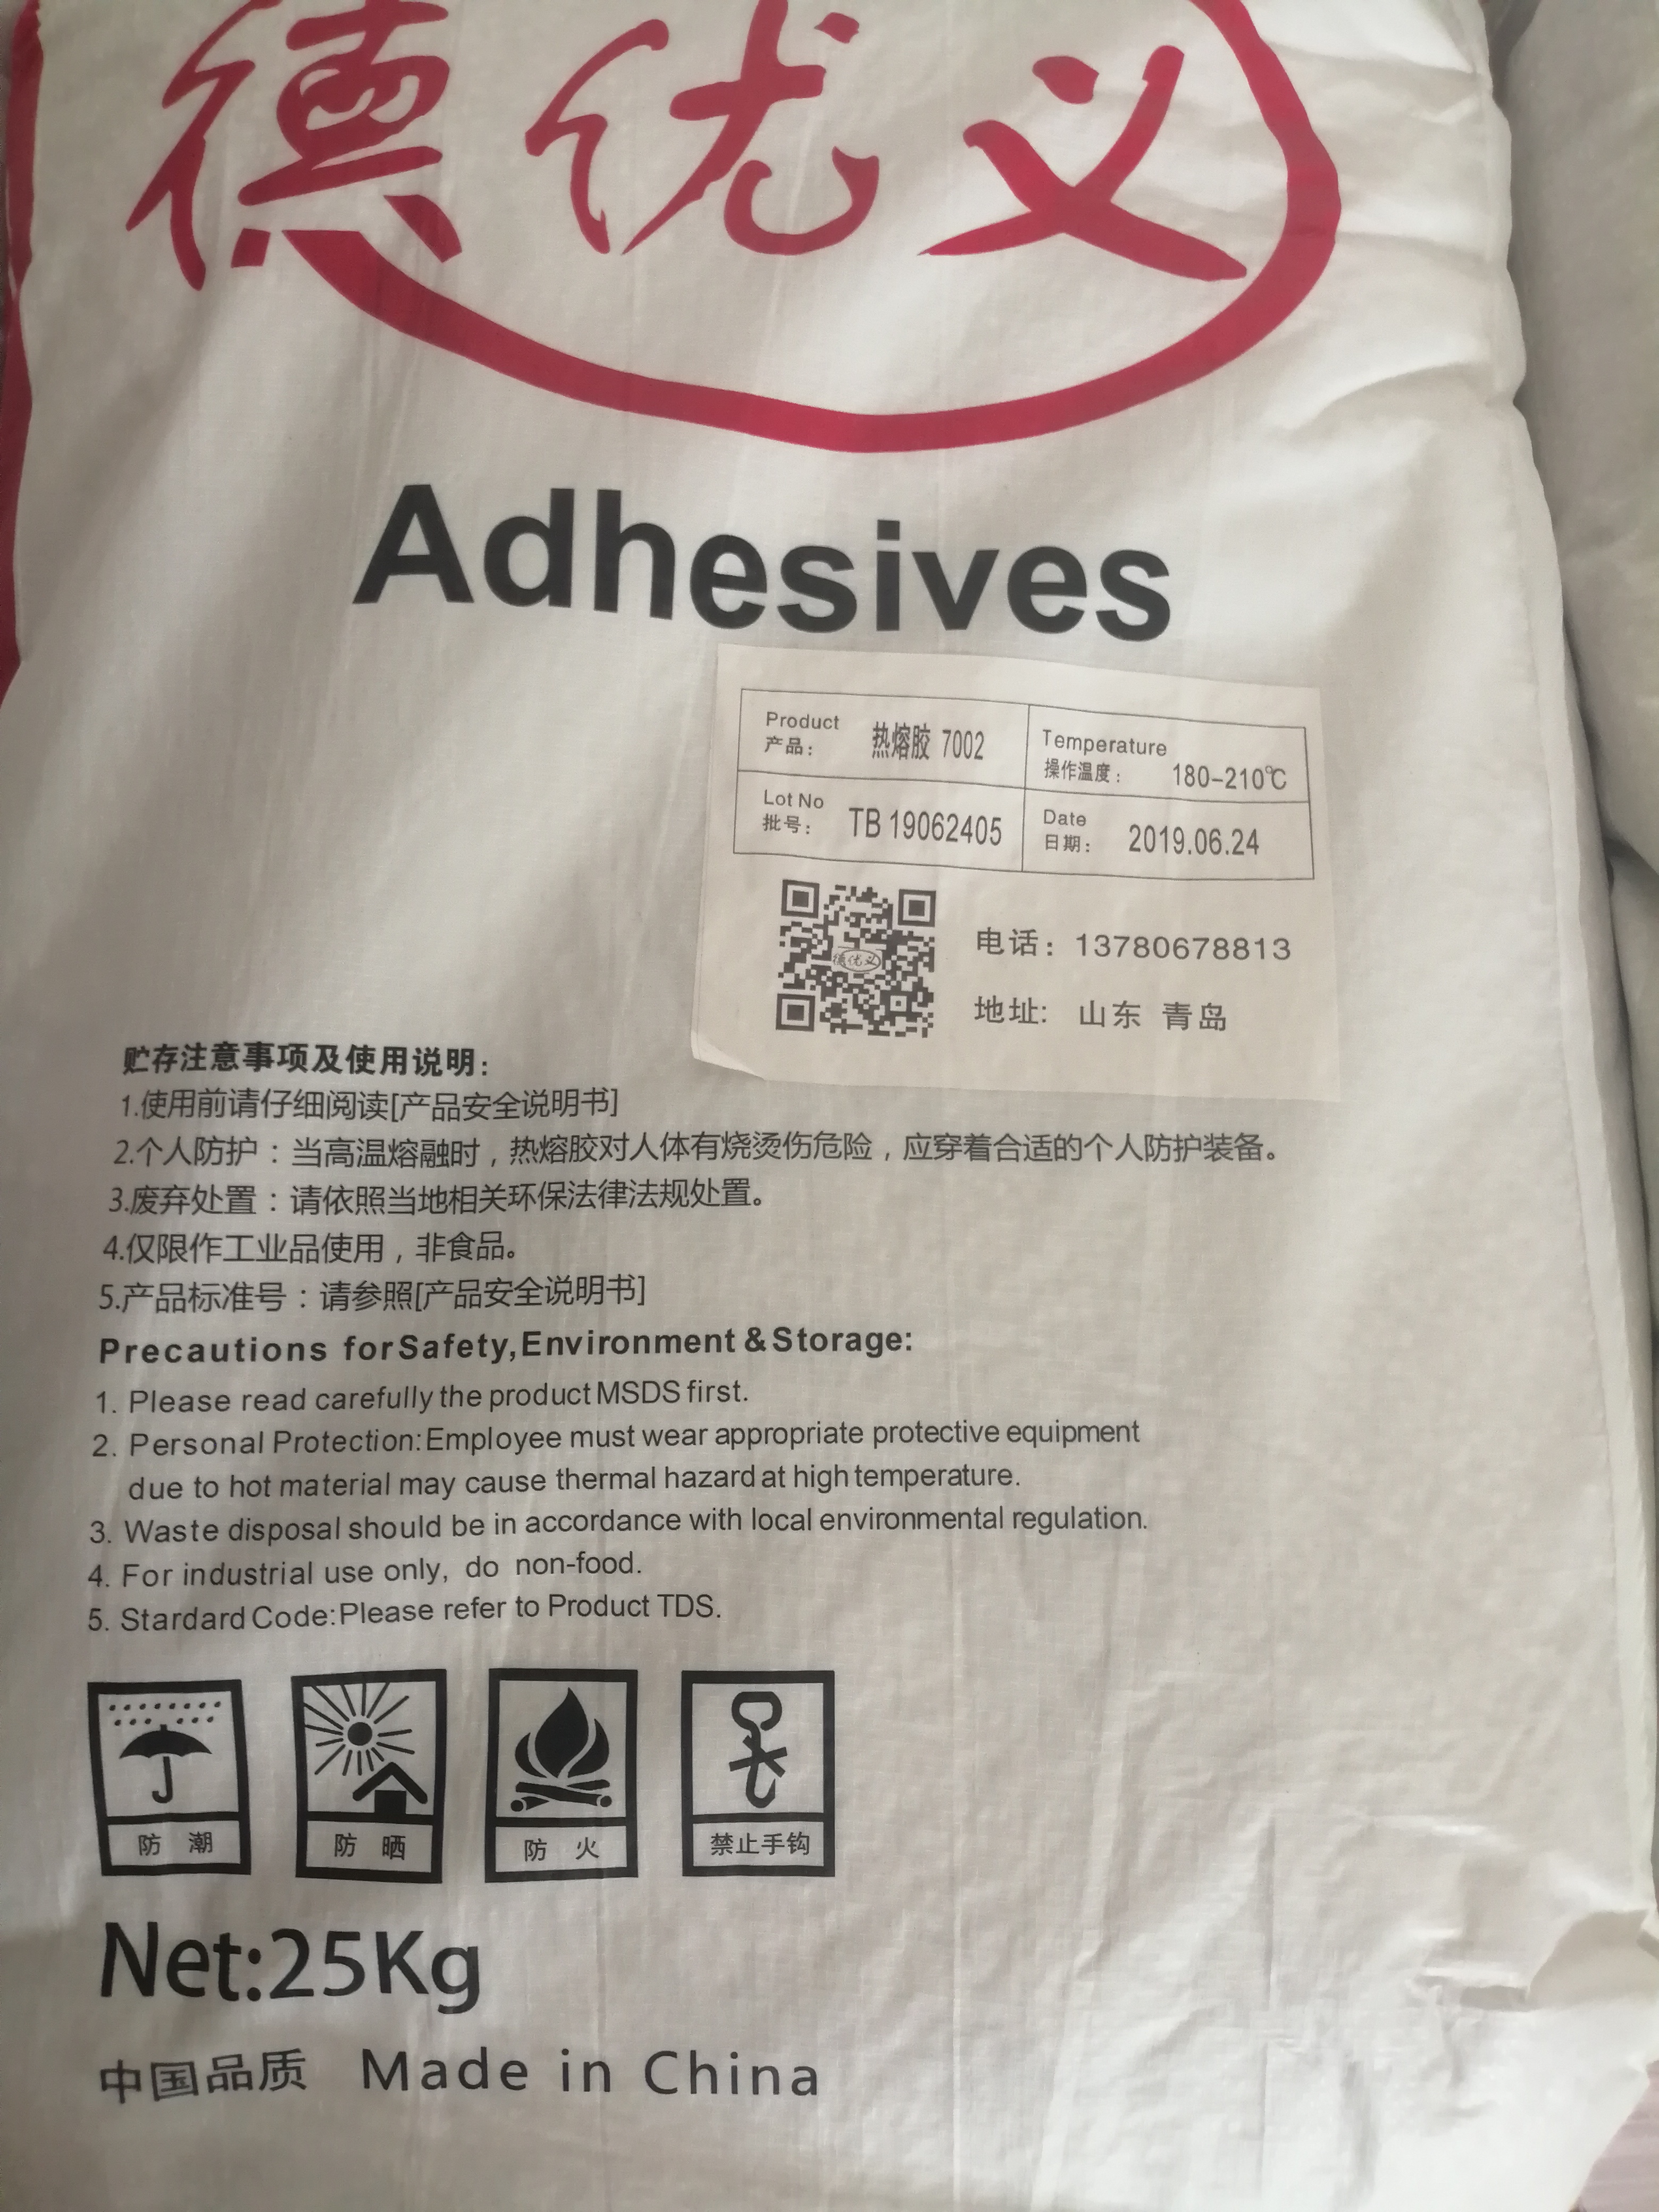 德优义
Adhesives
Product
产品: 热熔胶 7002
Temperature
操作温度: 180-210℃
Lot No
批号: TB 19062405
Date
日期: 2019.06.24
德优义
电话: 13780678813
地址: 山东 青岛
贮存注意事项及使用说明:
1.使用前请仔细阅读[产品安全说明书]
2.个人防护:当高温熔融时,热熔胶对人体有烧烫伤危险,应穿着合适的个人防护装备。
3.废弃处置:请依照当地相关环保法律法规处置。
4.仅限作工业品使用,非食品。
5.产品标准号:请参照[产品安全说明书]
Precautions for Safety, Environment & Storage:
1. Please read carefully the product MSDS first.
2. Personal Protection: Employee must wear appropriate protective equipment
due to hot material may cause thermal hazard at high temperature.
3. Waste disposal should be in accordance with local environmental regulation.
4. For industrial use only, do non-food.
5. Stardard Code: Please refer to Product TDS.
防 潮
防 晒
防 火
禁止手钩
Net:25Kg
中国品质 Made in China